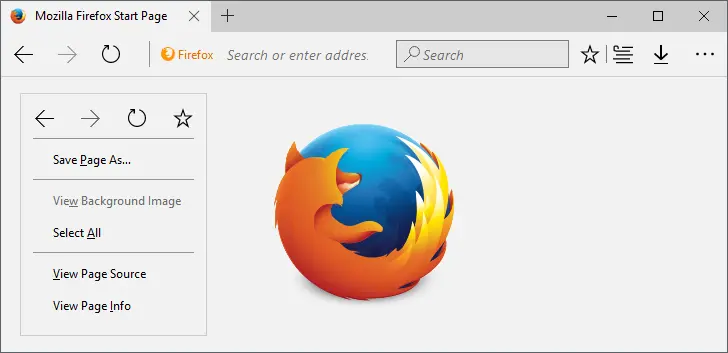 Mozilla Firefox Start Page
Firefox Search or enter addres. Search
Save Page As...
View Background Image
Select All
View Page Source
View Page Info